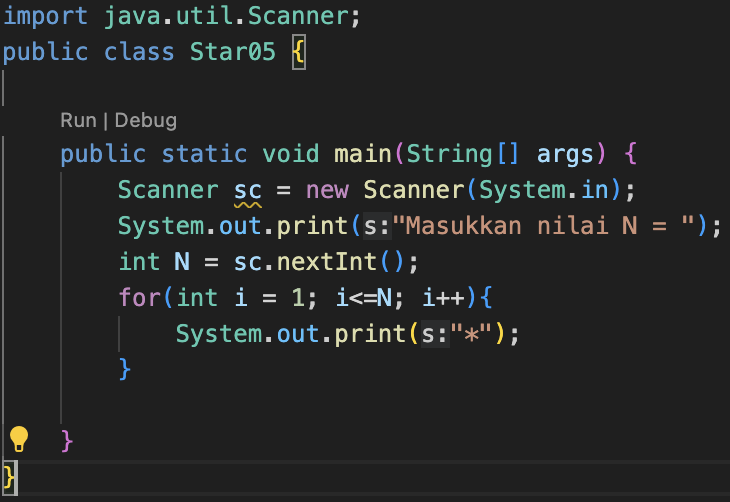 import java.util.Scanner;
public class Star05 {
Run | Debug
public static void main(String[] args) {
Scanner sc = new Scanner(System.in);
System.out.print(s:"Masukkan nilai N = ");
int N = sc.nextInt();
for(int i = 1; i<=N; i++){
System.out.print(s:"*");
}
}
}